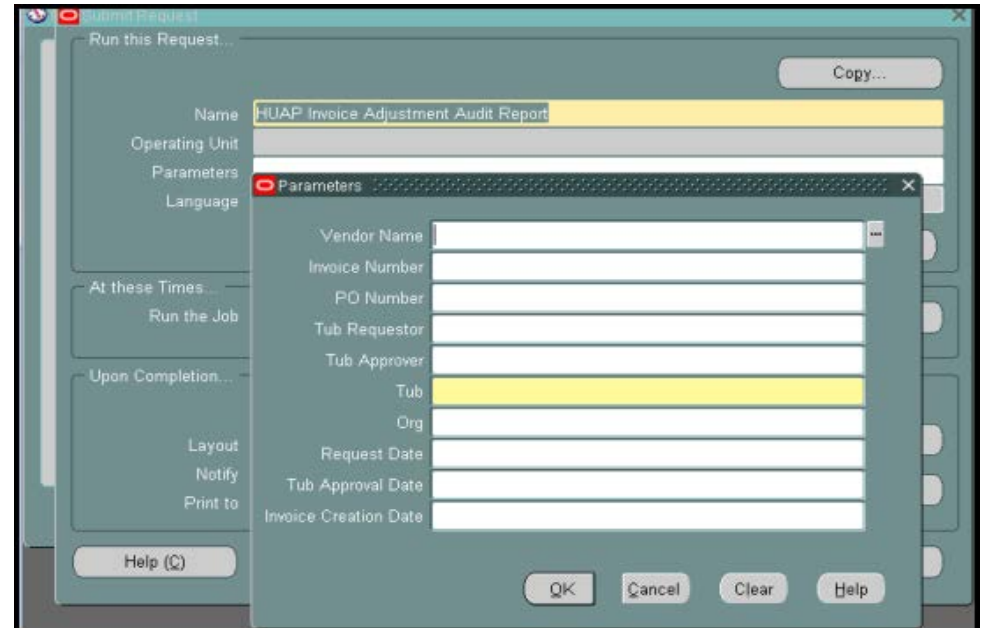 Submit Request
Run this Request...
Copy...
Name HUAP Invoice Adjustment Audit Report
Operating Unit
Parameters
Language
Parameters
Vendor Name
Invoice Number
PO Number
Tub Requestor
Tub Approver
Tub
Org
Request Date
Tub Approval Date
Invoice Creation Date
At these Times...
Run the Job
Upon Completion...
Layout
Notify
Print to
Help (C)
OK Cancel Clear Help